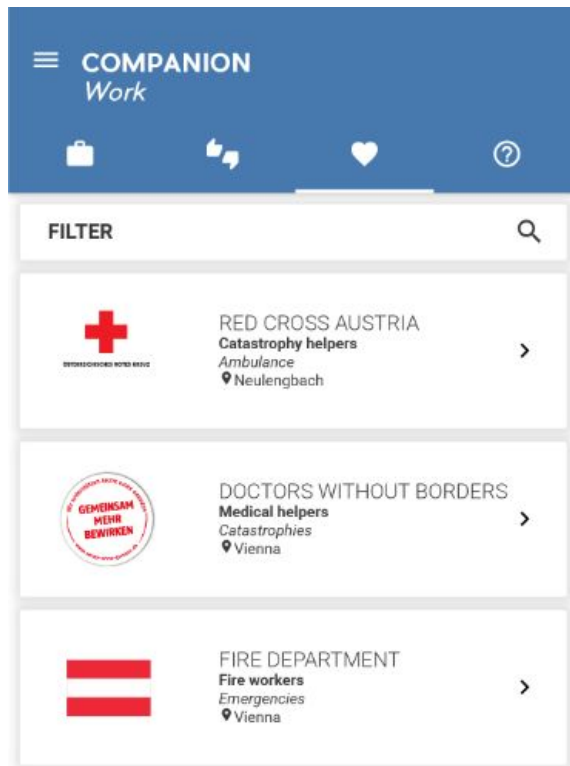 COMPANION
Work
FILTER
RED CROSS AUSTRIA
Catastrophy helpers
Ambulance
Neulengbach
GEMEINSAM
MEHR
BEWIRKEN
DOCTORS WITHOUT BORDERS
Medical helpers
Catastrophies
Vienna
FIRE DEPARTMENT
Fire workers
Emergencies
Vienna